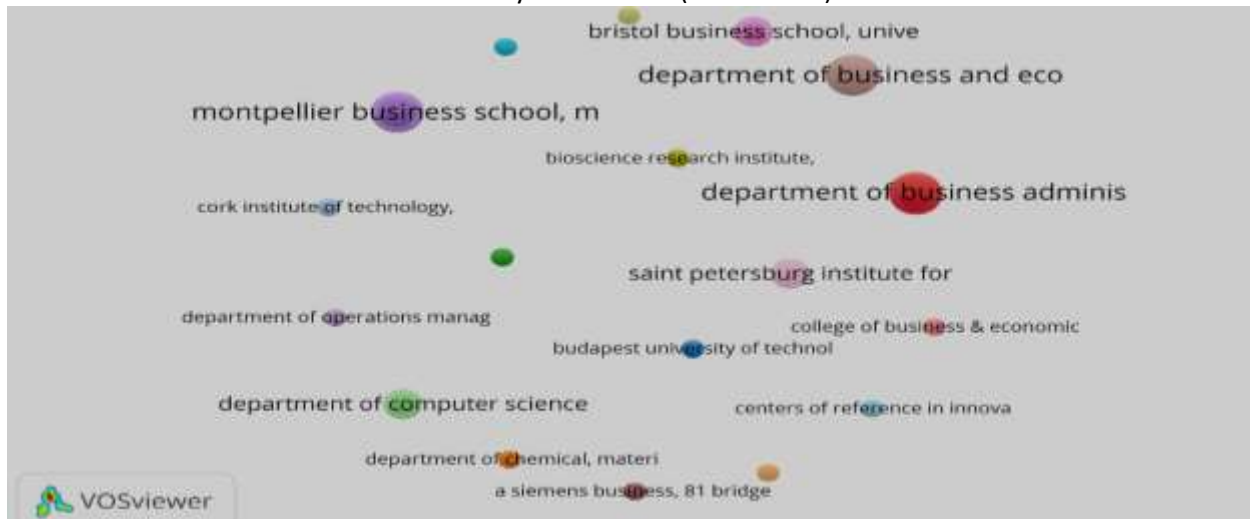 bristol business school, unive
department of business and eco
montpellier business school, m
bioscience research institute,
department of business adminis
cork institute of technology,
saint petersburg institute for
department of operations manag
college of business & economic
budapest university of technol
department of computer science
centers of reference in innova
department of chemical, materi
a siemens business, 81 bridge
VOSviewer